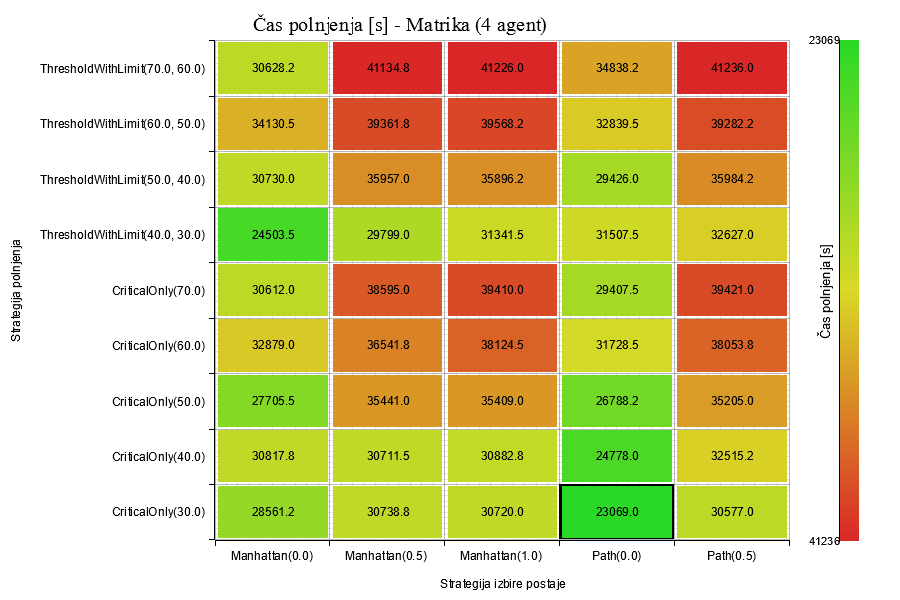 Čas polnjenja [s] - Matrika (4 agent)
ThresholdWithLimit(70.0, 60.0) 30628.2 41134.8 41226.0 34838.2 41236.0
ThresholdWithLimit(60.0, 50.0) 34130.5 39361.8 39568.2 32839.5 39282.2
ThresholdWithLimit(50.0, 40.0) 30730.0 35957.0 35896.2 29426.0 35984.2
ThresholdWithLimit(40.0, 30.0) 24503.5 29799.0 31341.5 31507.5 32627.0
CriticalOnly(70.0) 30612.0 38595.0 39410.0 29407.5 39421.0
CriticalOnly(60.0) 32879.0 36541.8 38124.5 31728.5 38053.8
CriticalOnly(50.0) 27705.5 35441.0 35409.0 26788.2 35205.0
CriticalOnly(40.0) 30817.8 30711.5 30882.8 24778.0 32515.2
CriticalOnly(30.0) 28561.2 30738.8 30720.0 23069.0 30577.0
Manhattan(0.0) Manhattan(0.5) Manhattan(1.0) Path(0.0) Path(0.5)
Strategija izbire postaje
Strategija polnjenja
23069
Čas polnjenja [s]
41236